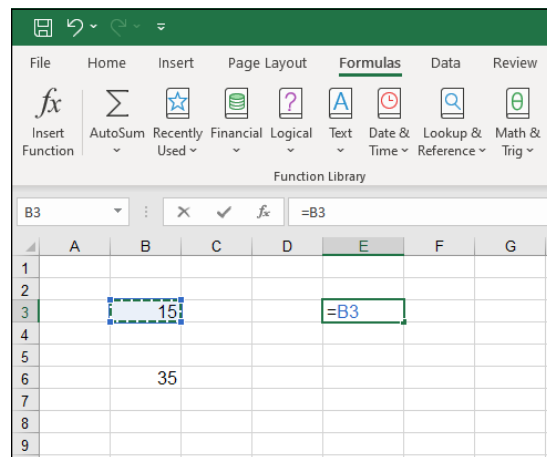 File Home Insert Page Layout Formulas Data Review
fx Σ ? A θ
Insert AutoSum Recently Financial Logical Text Date & Lookup & Math &
Function Used Time Reference Trig
Function Library
B3 fx =B3
A B C D E F G
1
2
3 15 =B3
4
5
6 35
7
8
9